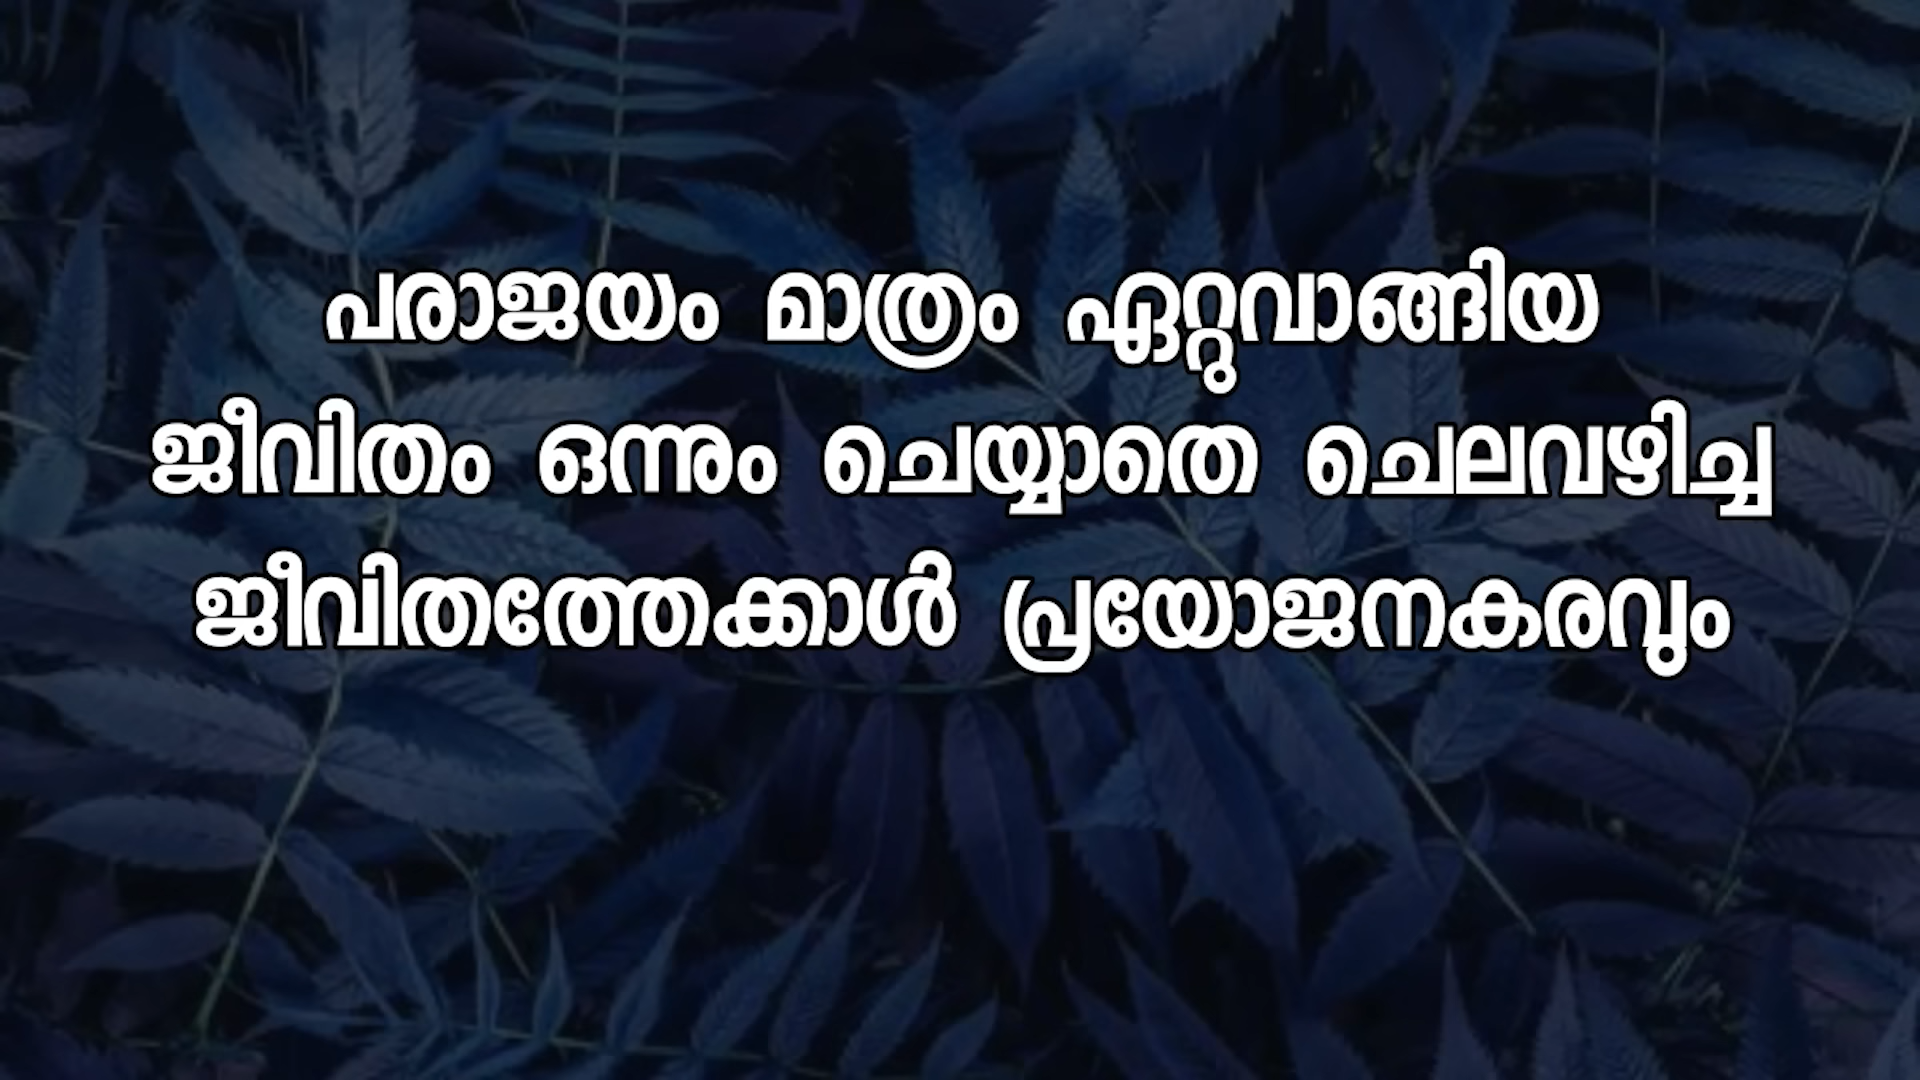 പരാജയം മാത്രം ഏറ്റുവാങ്ങിയ
ജീവിതം ഒന്നും ചെയ്യാതെ ചെലവഴിച്ച
ജീവിതത്തേക്കാൾ പ്രയോജനകരവും